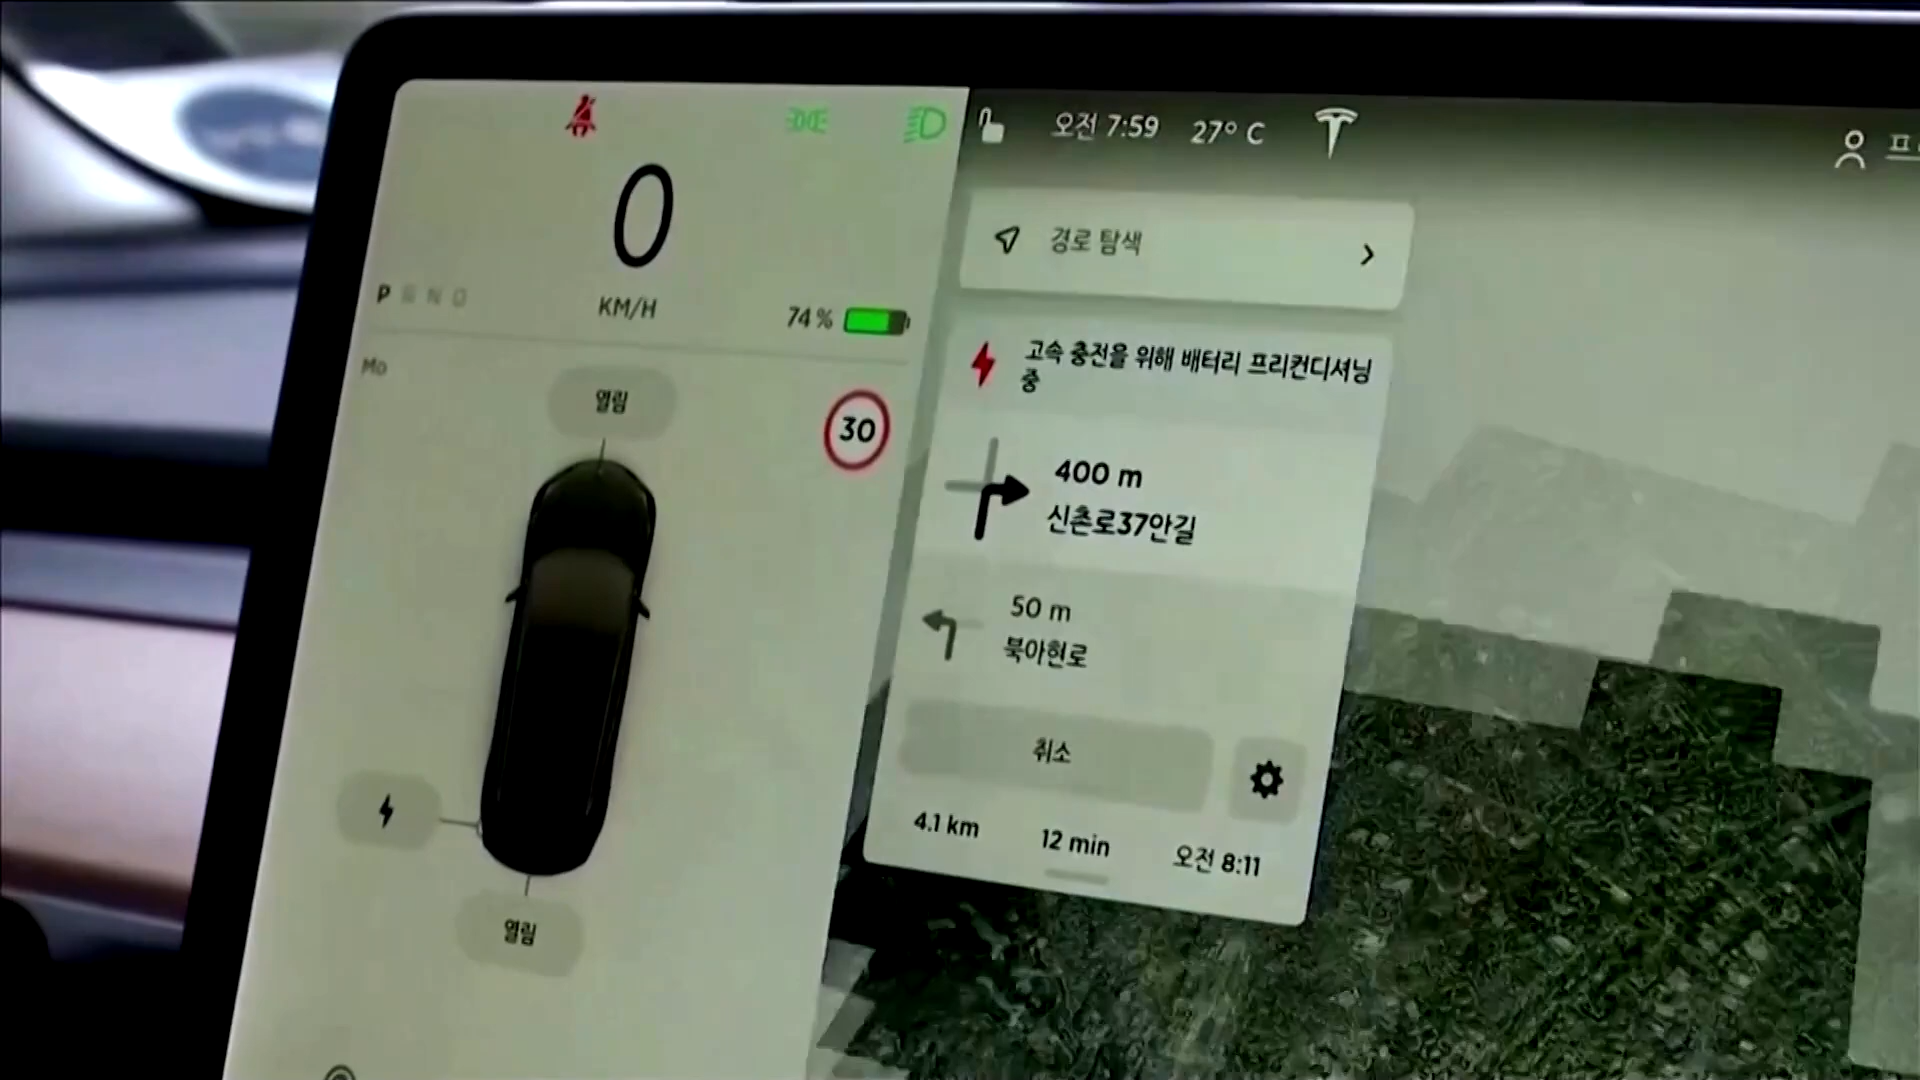 오전 7:59 27° C
0
KM/H
P R N D
74 %
경로 탐색
고속 충전을 위해 배터리 프리컨디셔닝
중
Mo
열림
30
400 m
신촌로37안길
50 m
북아현로
취소
4.1 km 12 min 오전 8:11
열림